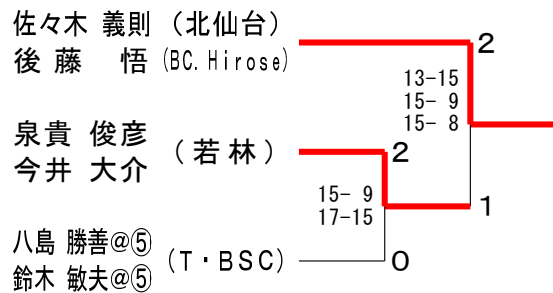 佐々木 義則 (北仙台)
後藤 悟 (BC.Hirose)
2
13-15
15- 9
15- 8
泉貴 俊彦
今井 大介
(若林)
2
15- 9
17-15
1
八島 勝善@⑤
鈴木 敏夫@⑤
(T・BSC)
0